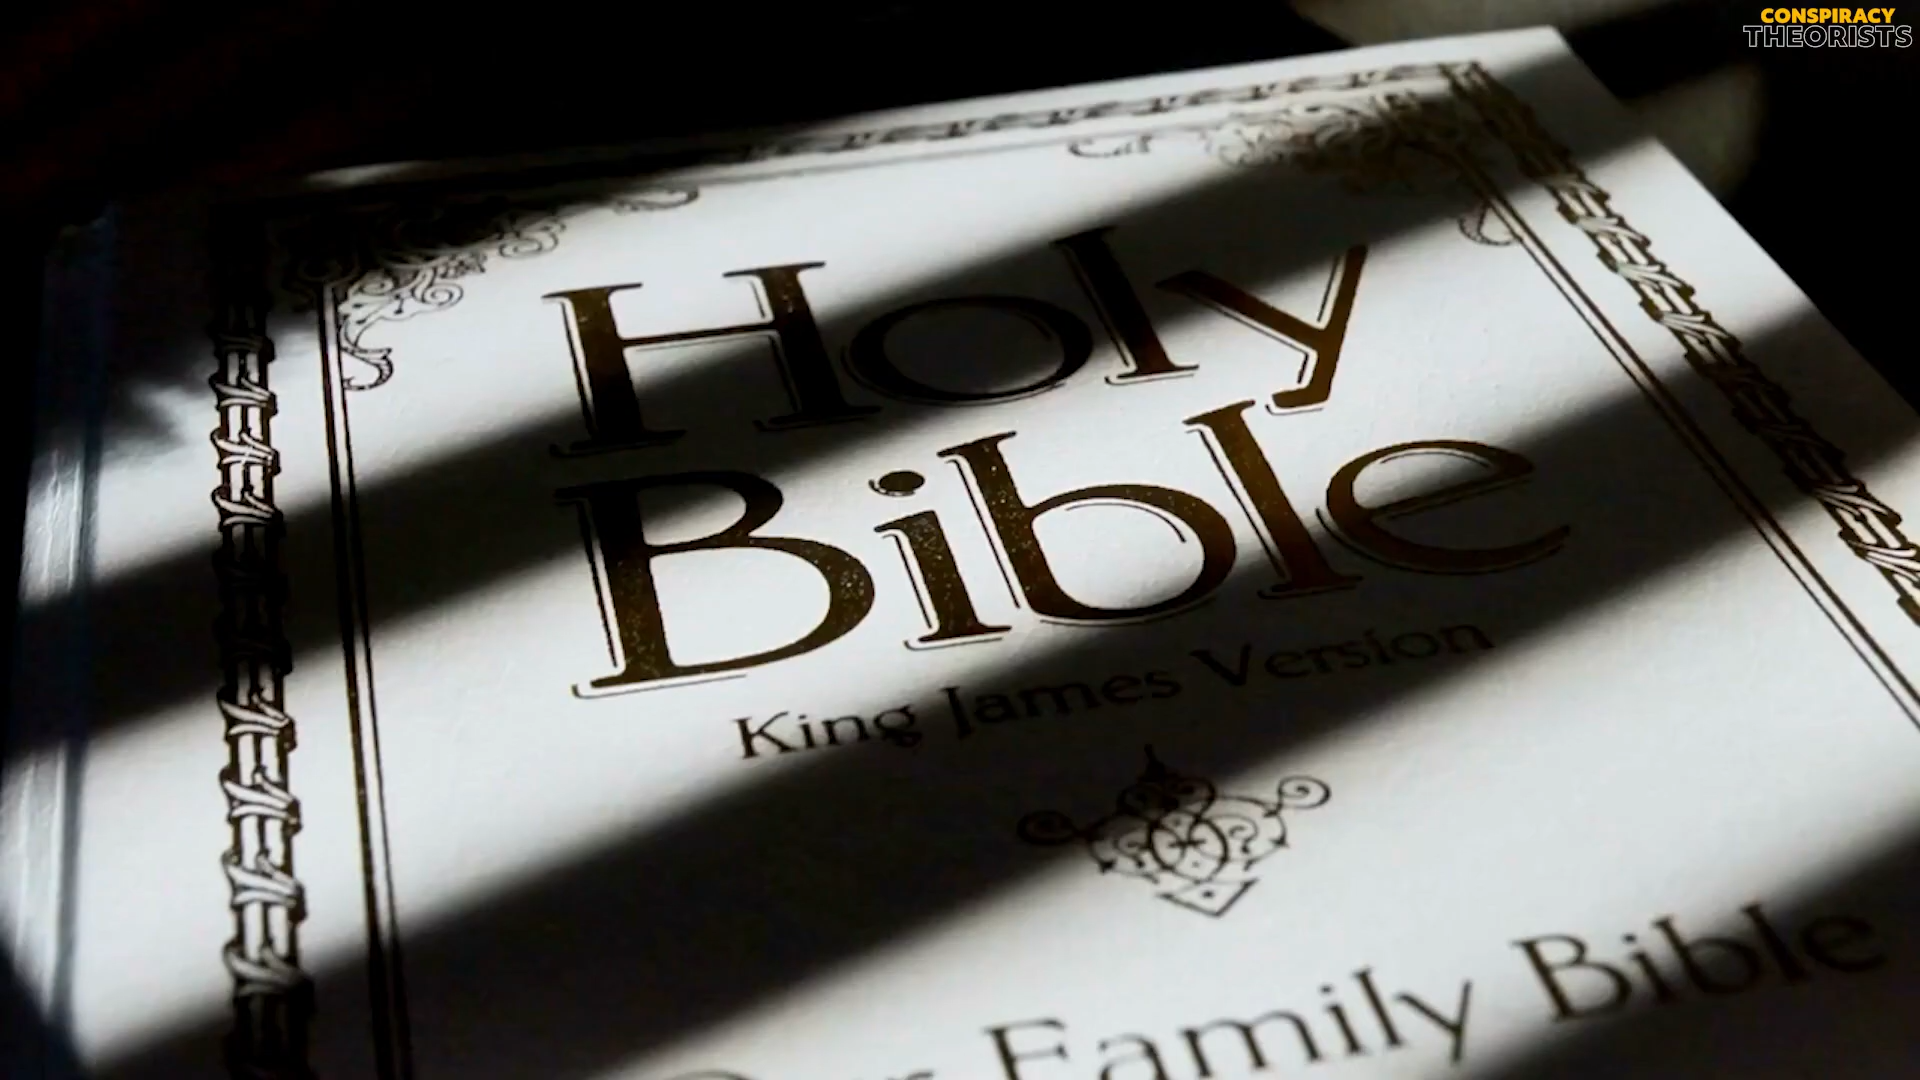 CONSPIRACY
THEORISTS
Holy
Bible
King James Version
Family Bible